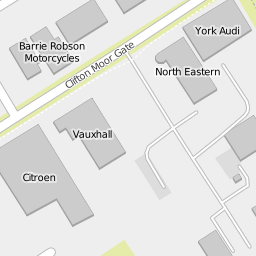 York Audi
Barrie Robson
Motorcycles
Clifton Moor Gate
North Eastern
Vauxhall
Citroen